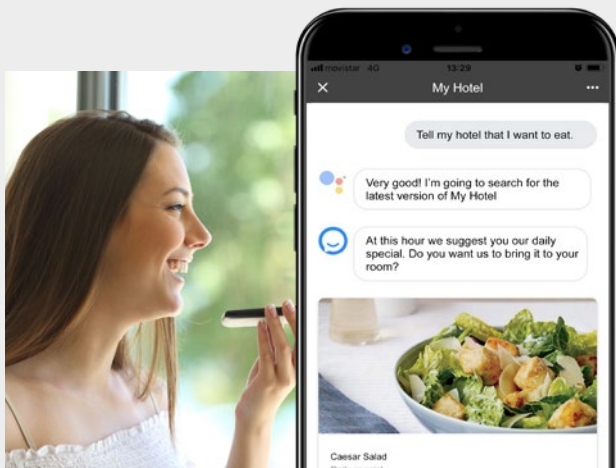 movistar 4G 13:29
My Hotel
Tell my hotel that I want to eat.
Very good! I'm going to search for the
latest version of My Hotel
At this hour we suggest you our daily
special. Do you want us to bring it to your
room?
Caesar Salad